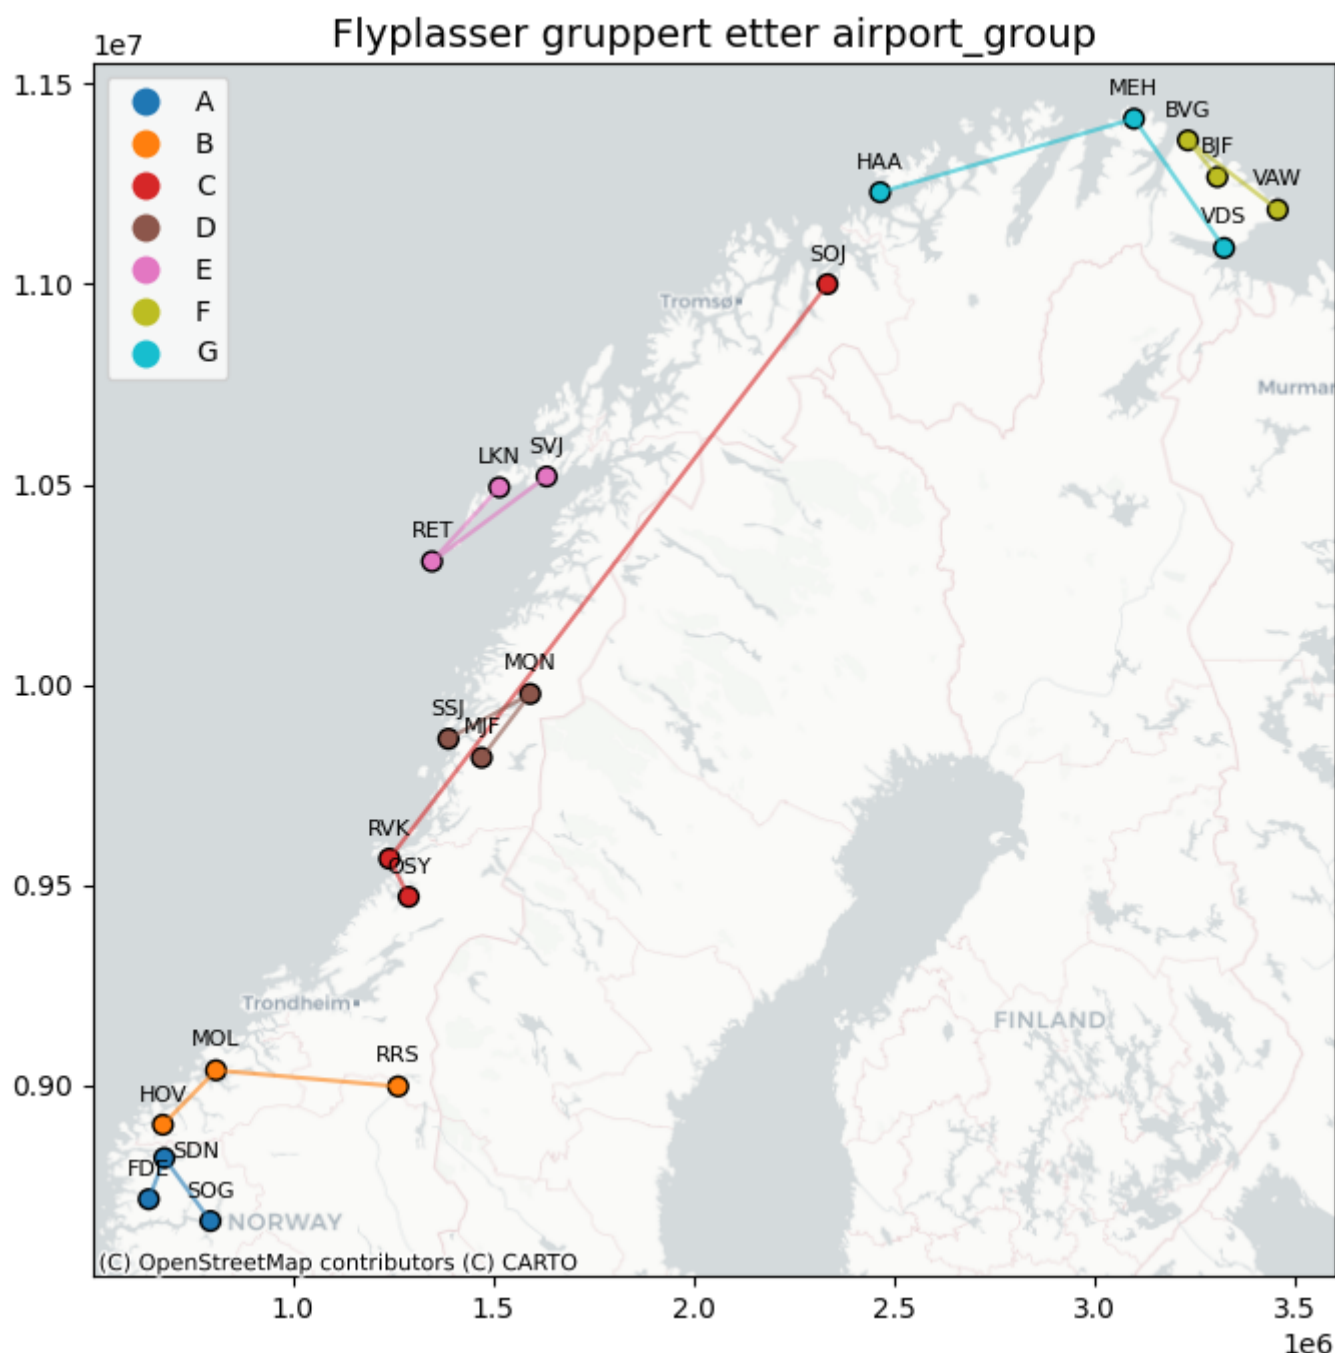 Flyplasser gruppert etter airport_group
1e7
1.15
1.10
1.05
1.00
0.95
0.90
A
B
C
D
E
F
G
MEH
BVG
BJF
HAA
VAW
VDS
SOJ
Tromsø
Murmar
SVJ
LKN
RET
MQN
SSJ
MJF
RVK
OSY
Trondheim
FINLAND
MOL
RRS
HOV
SDN
FDE
SOG
NORWAY
(C) OpenStreetMap contributors (C) CARTO
1.0
1.5
2.0
2.5
3.0
3.5
1e6